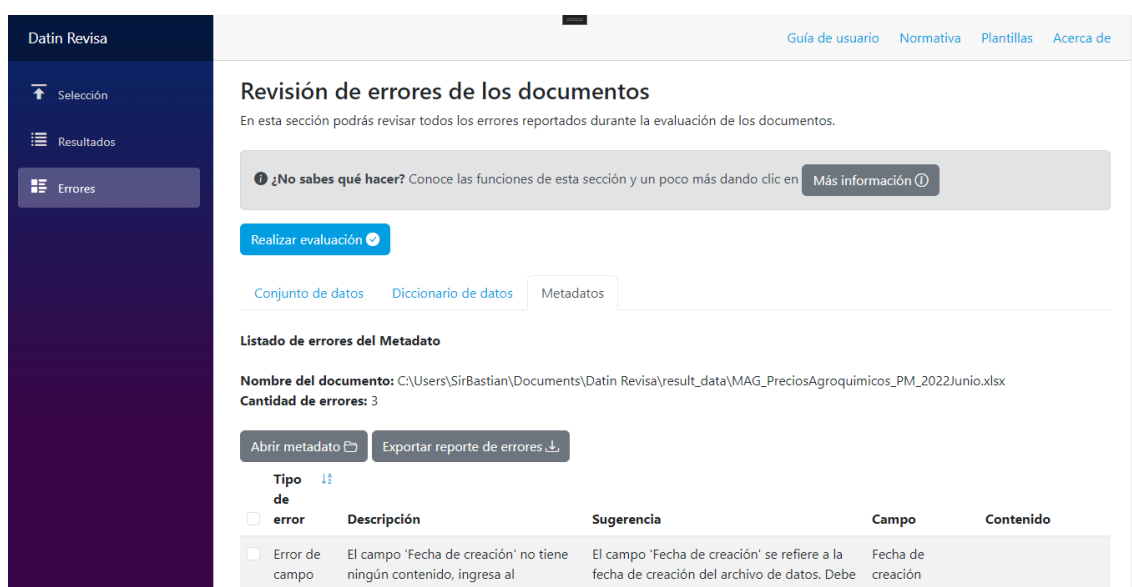 Datin Revisa
Guía de usuario Normativa Plantillas Acerca de
Selección
Resultados
Errores
Revisión de errores de los documentos
En esta sección podrás revisar todos los errores reportados durante la evaluación de los documentos.
¿No sabes qué hacer? Conoce las funciones de esta sección y un poco más dando clic en Más información
Realizar evaluación
Conjunto de datos Diccionario de datos Metadatos
Listado de errores del Metadato
Nombre del documento: C:\Users\SirBastian\Documents\Datin Revisa\result_data\MAG_PreciosAgroquimicos_PM_2022Junio.xlsx
Cantidad de errores: 3
Abrir metadato Exportar reporte de errores
Tipo
de
error Descripción Sugerencia Campo Contenido
Error de El campo 'Fecha de creación' no tiene El campo 'Fecha de creación' se refiere a la Fecha de
campo ningún contenido, ingresa al fecha de creación del archivo de datos. Debe creación